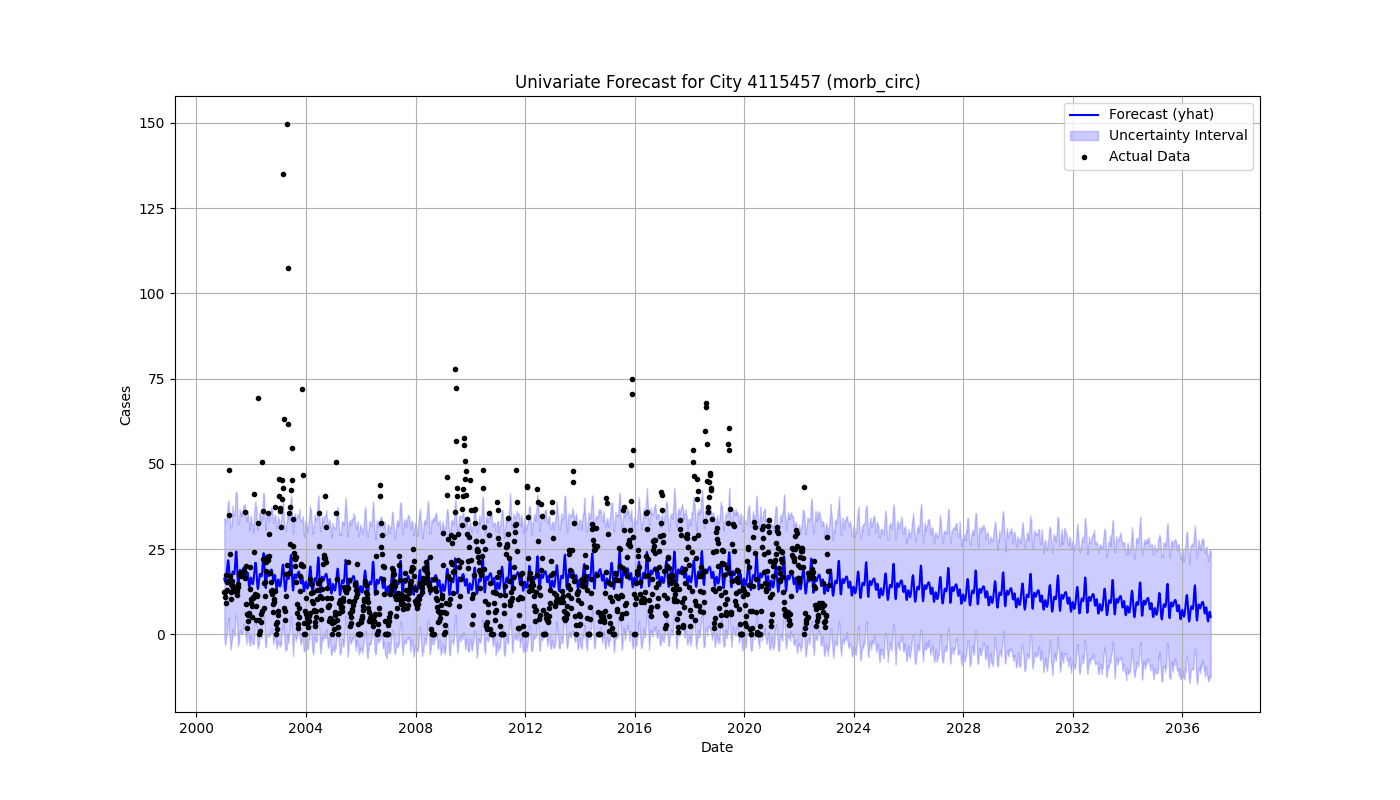 Univariate Forecast for City 4115457 (morb_circ)
Forecast (yhat)
Uncertainty Interval
Actual Data
150
125
100
75
50
25
0
Cases
2000 2004 2008 2012 2016 2020 2024 2028 2032 2036
Date